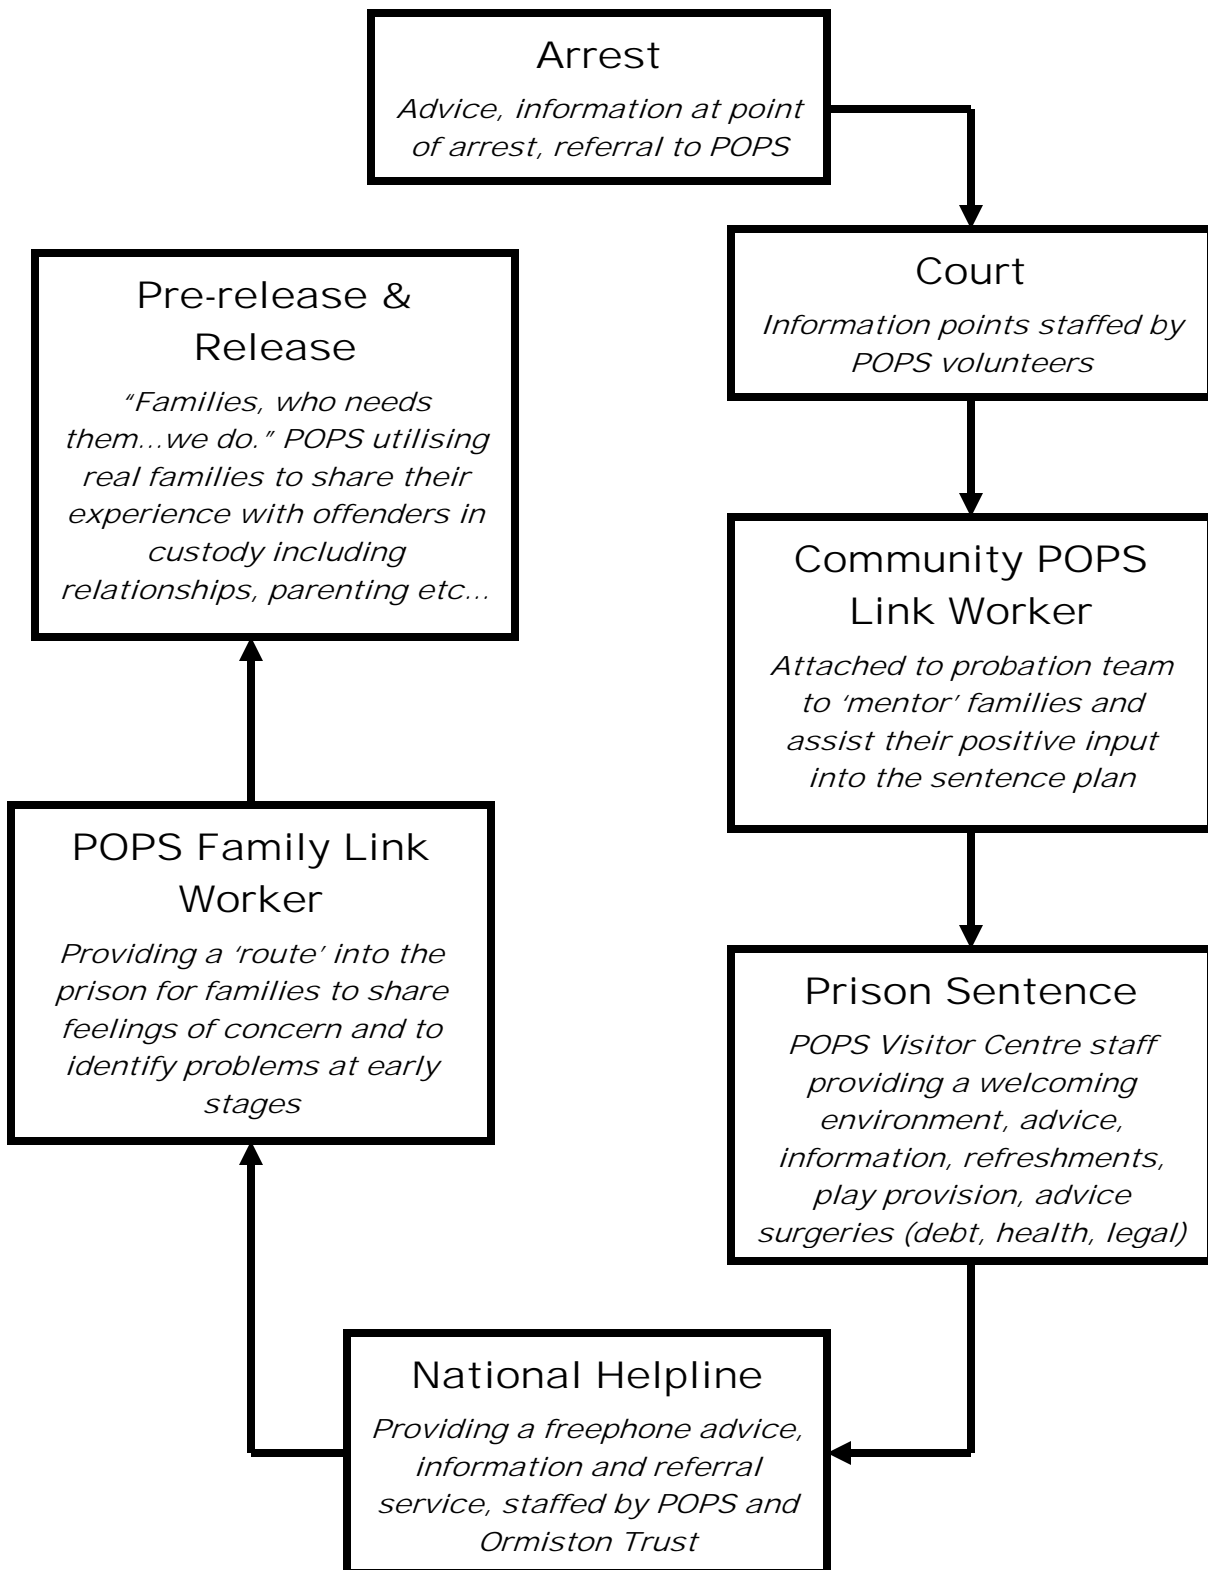 Arrest
Advice, information at point
of arrest, referral to POPS
Court
Information points staffed by
POPS volunteers
Community POPS
Link Worker
Attached to probation team
to ‘mentor’ families and
assist their positive input
into the sentence plan
Prison Sentence
POPS Visitor Centre staff
providing a welcoming
environment, advice,
information, refreshments,
play provision, advice
surgeries (debt, health, legal)
National Helpline
Providing a freephone advice,
information and referral
service, staffed by POPS and
Ormiston Trust
POPS Family Link
Worker
Providing a ‘route’ into the
prison for families to share
feelings of concern and to
identify problems at early
stages
Pre-release &
Release
“Families, who needs
them…we do.” POPS utilising
real families to share their
experience with offenders in
custody including
relationships, parenting etc…